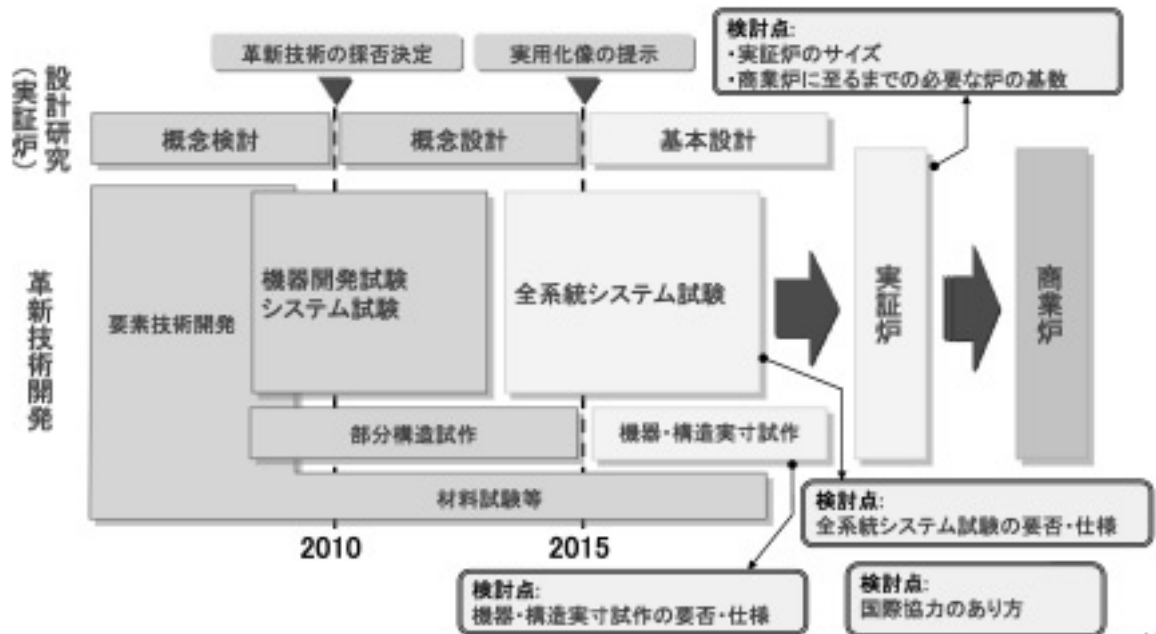 検討点:
・実証炉のサイズ
・商業炉に至るまでの必要な炉の基数
革新技術の採否決定
実用化像の提示
設計研究
(実証炉)
概念検討
概念設計
基本設計
革新技術開発
要素技術開発
機器開発試験
システム試験
全系統システム試験
実証炉
商業炉
部分構造試作
機器・構造実寸試作
材料試験等
2010
2015
検討点:
全系統システム試験の要否・仕様
検討点:
機器・構造実寸試作の要否・仕様
検討点:
国際協力のあり方